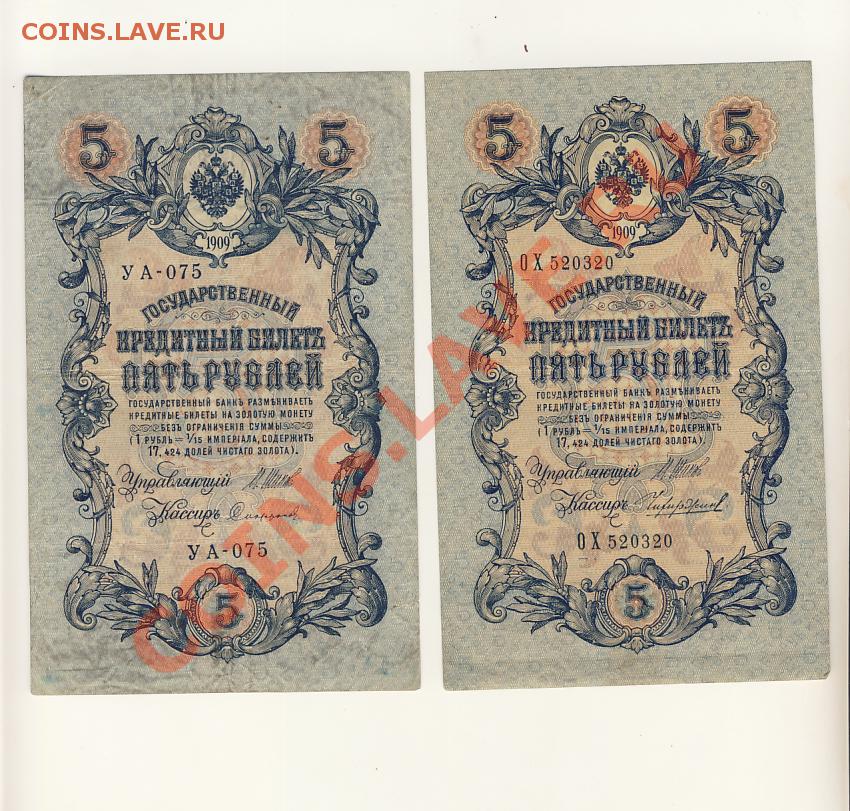 COINS.LAVE.RU
5 5
1909
УА-075
ГОСУДАРСТВЕННЫЙ
КРЕДИТНЫЙ БИЛЕТЪ
ПЯТЬ РУБЛЕЙ
ГОСУДАРСТВЕННЫЙ БАНКЪ РАЗМѢНИВАЕТЪ
КРЕДИТНЫЕ БИЛЕТЫ НА ЗОЛОТУЮ МОНЕТУ
БЕЗЪ ОГРАНИЧЕНІЯ СУММЫ
(1 РУБЛЬ = 1/15 ИМПЕРІАЛА, СОДЕРЖИТЪ
17,424 ДОЛЕЙ ЧИСТАГО ЗОЛОТА).
Управляющій
Кассиръ
УА-075
5
5 5
1909
ОХ 520320
ГОСУДАРСТВЕННЫЙ
КРЕДИТНЫЙ БИЛЕТЪ
ПЯТЬ РУБЛЕЙ
ГОСУДАРСТВЕННЫЙ БАНКЪ РАЗМѢНИВАЕТЪ
КРЕДИТНЫЕ БИЛЕТЫ НА ЗОЛОТУЮ МОНЕТУ
БЕЗЪ ОГРАНИЧЕНІЯ СУММЫ
(1 РУБЛЬ = 1/15 ИМПЕРІАЛА, СОДЕРЖИТЪ
17,424 ДОЛЕЙ ЧИСТАГО ЗОЛОТА).
Управляющій
Кассиръ
ОХ 520320
5
COINS.LAVE.RU